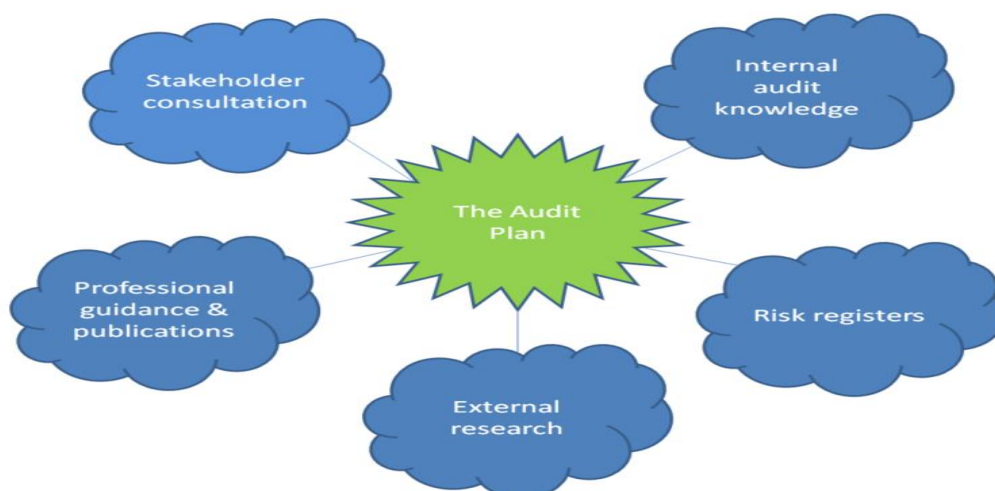 Stakeholder
consultation
Internal
audit
knowledge
The Audit
Plan
Professional
guidance &
publications
Risk registers
External
research